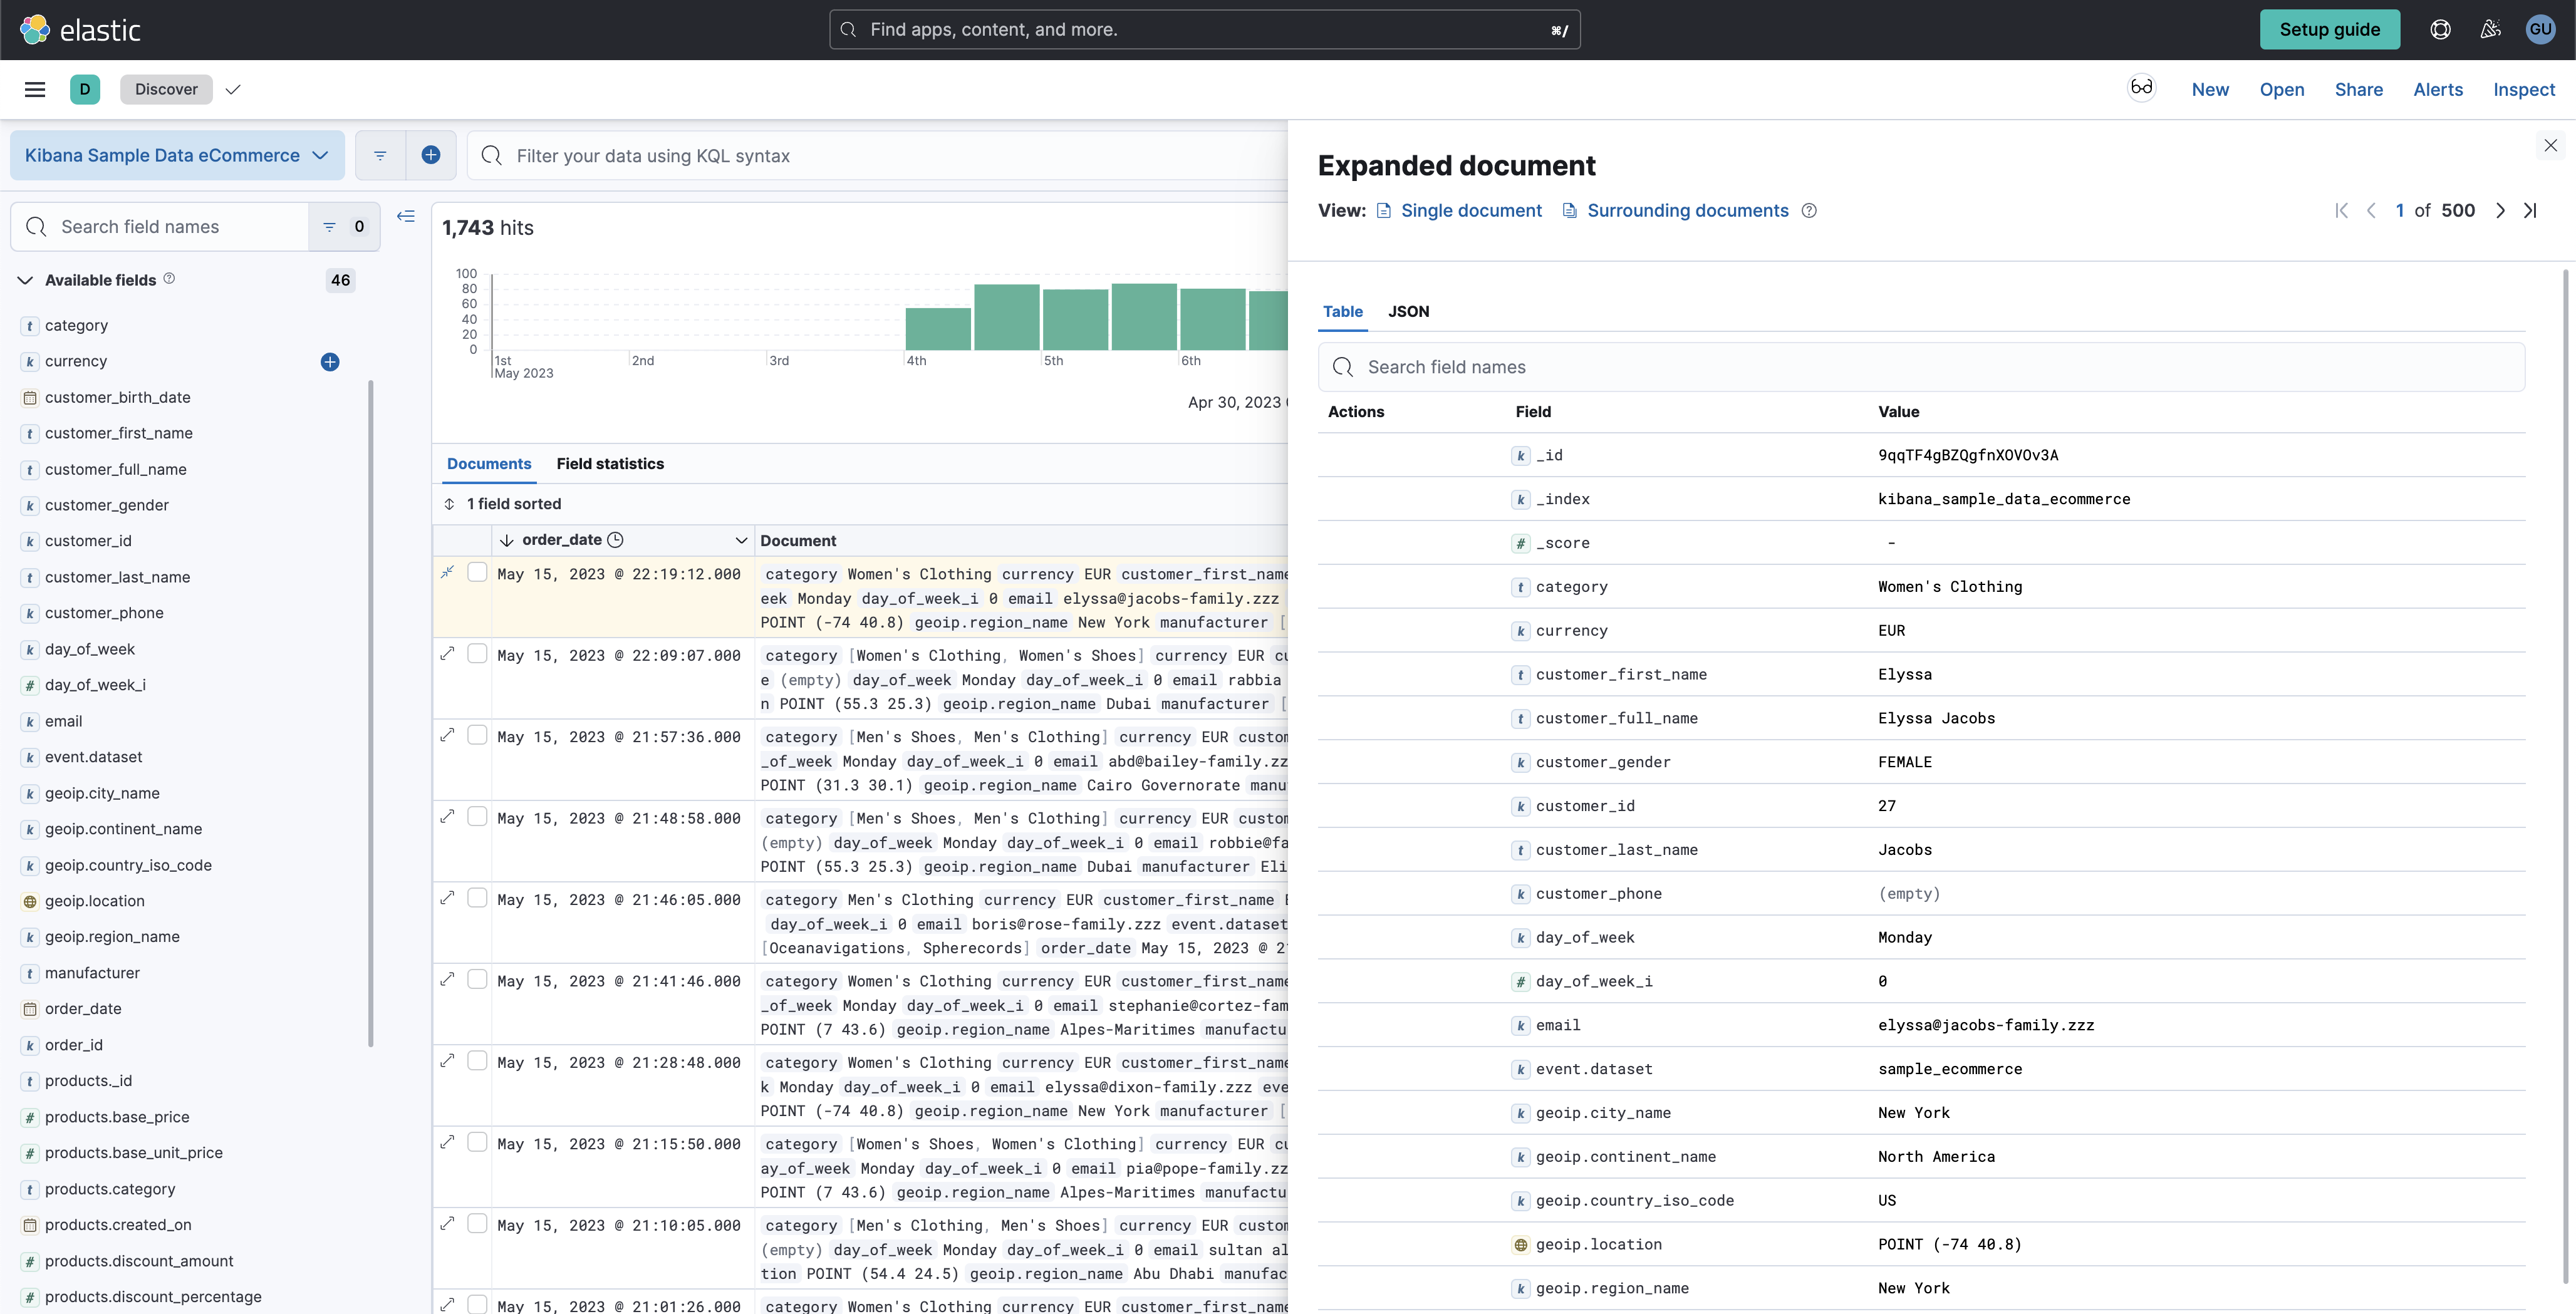 elastic
Find apps, content, and more.
⌘/
Setup guide
GU
D
Discover
New
Open
Share
Alerts
Inspect
Kibana Sample Data eCommerce
Filter your data using KQL syntax
Search field names
0
Available fields
46
t category
k currency
customer_birth_date
t customer_first_name
t customer_full_name
k customer_gender
k customer_id
t customer_last_name
k customer_phone
k day_of_week
# day_of_week_i
k email
k event.dataset
k geoip.city_name
k geoip.continent_name
k geoip.country_iso_code
geoip.location
k geoip.region_name
t manufacturer
order_date
k order_id
t products._id
# products.base_price
# products.base_unit_price
t products.category
products.created_on
# products.discount_amount
# products.discount_percentage
1,743 hits
100
80
60
40
20
0
1st
May 2023
2nd
3rd
4th
5th
6th
Apr 30, 2023
Documents
Field statistics
1 field sorted
order_date
Document
May 15, 2023 @ 22:19:12.000
category Women's Clothing currency EUR customer_first_name
eek Monday day_of_week_i 0 email elyssa@jacobs-family.zzz
POINT (-74 40.8) geoip.region_name New York manufacturer [
May 15, 2023 @ 22:09:07.000
category [Women's Clothing, Women's Shoes] currency EUR cu
e (empty) day_of_week Monday day_of_week_i 0 email rabbia
n POINT (55.3 25.3) geoip.region_name Dubai manufacturer [
May 15, 2023 @ 21:57:36.000
category [Men's Shoes, Men's Clothing] currency EUR custom
_of_week Monday day_of_week_i 0 email abd@bailey-family.zz
POINT (31.3 30.1) geoip.region_name Cairo Governorate manu
May 15, 2023 @ 21:48:58.000
category [Men's Shoes, Men's Clothing] currency EUR custom
(empty) day_of_week Monday day_of_week_i 0 email robbie@fa
POINT (55.3 25.3) geoip.region_name Dubai manufacturer Eli
May 15, 2023 @ 21:46:05.000
category Men's Clothing currency EUR customer_first_name
day_of_week_i 0 email boris@rose-family.zzz event.dataset
[Oceanavigations, Spherecords] order_date May 15, 2023 @ 2
May 15, 2023 @ 21:41:46.000
category Women's Clothing currency EUR customer_first_name
_of_week Monday day_of_week_i 0 email stephanie@cortez-fam
POINT (7 43.6) geoip.region_name Alpes-Maritimes manufactu
May 15, 2023 @ 21:28:48.000
category Women's Clothing currency EUR customer_first_name
k Monday day_of_week_i 0 email elyssa@dixon-family.zzz eve
POINT (-74 40.8) geoip.region_name New York manufacturer [
May 15, 2023 @ 21:15:50.000
category [Women's Shoes, Women's Clothing] currency EUR cu
ay_of_week Monday day_of_week_i 0 email pia@pope-family.zz
POINT (7 43.6) geoip.region_name Alpes-Maritimes manufactu
May 15, 2023 @ 21:10:05.000
category [Men's Clothing, Men's Shoes] currency EUR custom
(empty) day_of_week Monday day_of_week_i 0 email sultan al
tion POINT (54.4 24.5) geoip.region_name Abu Dhabi manufac
May 15, 2023 @ 21:01:26.000
category Women's Clothing currency EUR customer_first_name
Expanded document
View: Single document Surrounding documents
1 of 500
Table
JSON
Search field names
Actions Field Value
k _id 9qqTF4gBZQgfnXOVOv3A
k _index kibana_sample_data_ecommerce
# _score -
t category Women's Clothing
k currency EUR
t customer_first_name Elyssa
t customer_full_name Elyssa Jacobs
k customer_gender FEMALE
k customer_id 27
t customer_last_name Jacobs
k customer_phone (empty)
k day_of_week Monday
# day_of_week_i 0
k email elyssa@jacobs-family.zzz
k event.dataset sample_ecommerce
k geoip.city_name New York
k geoip.continent_name North America
k geoip.country_iso_code US
geoip.location POINT (-74 40.8)
k geoip.region_name New York